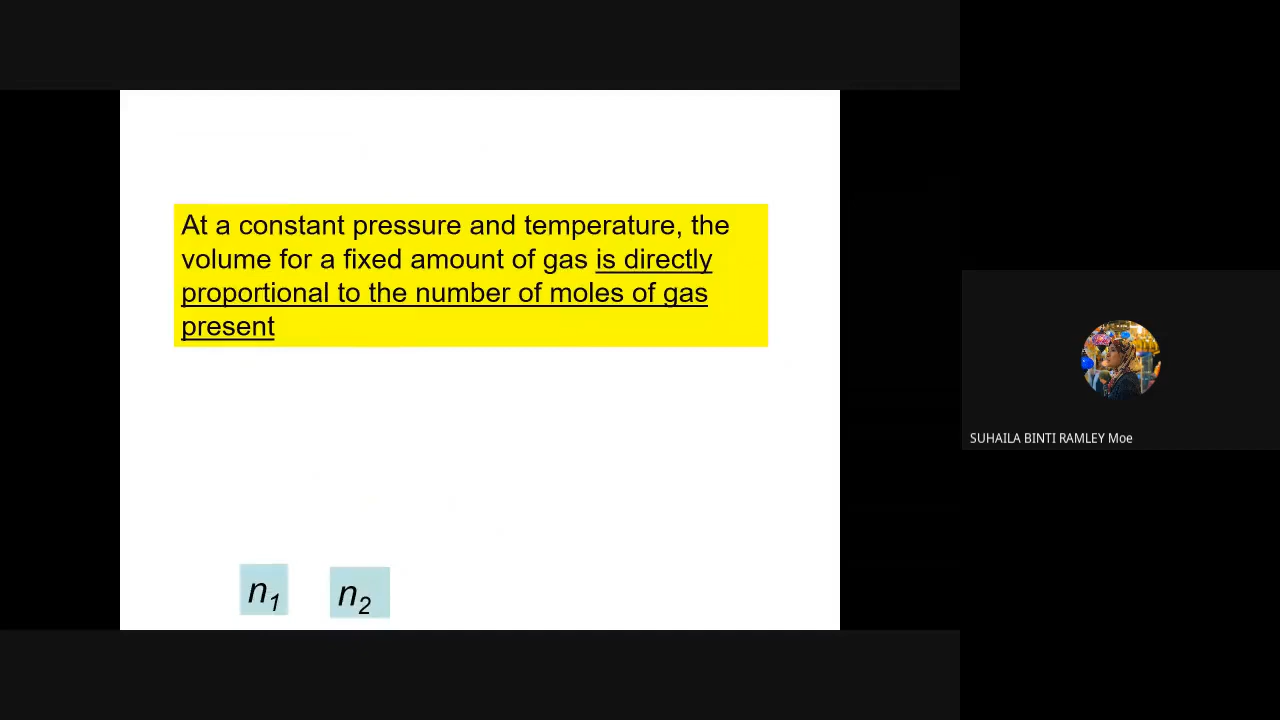 At a constant pressure and temperature, the
volume for a fixed amount of gas is directly
proportional to the number of moles of gas
present
SUHAILA BINTI RAMLEY Moe
n1 n2